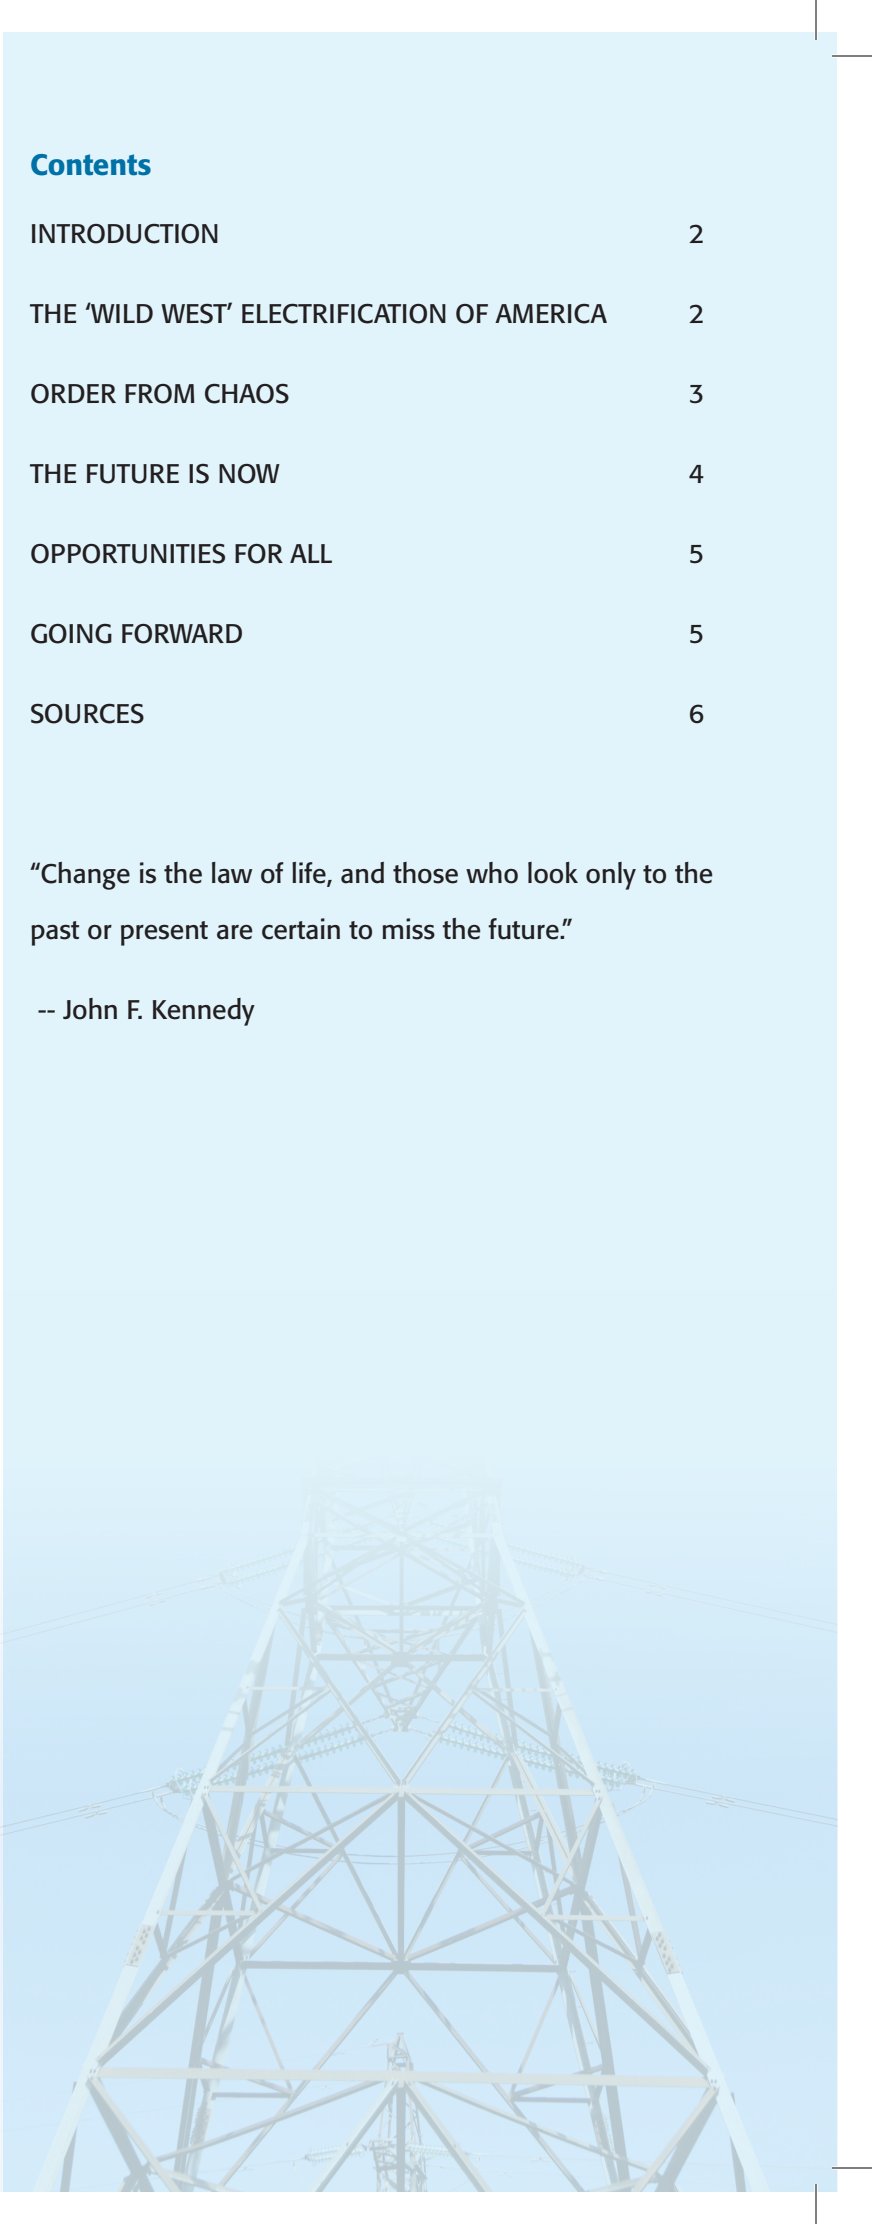 Contents
INTRODUCTION 2
THE ‘WILD WEST’ ELECTRIFICATION OF AMERICA 2
ORDER FROM CHAOS 3
THE FUTURE IS NOW 4
OPPORTUNITIES FOR ALL 5
GOING FORWARD 5
SOURCES 6
“Change is the law of life, and those who look only to the
past or present are certain to miss the future.”
-- John F. Kennedy